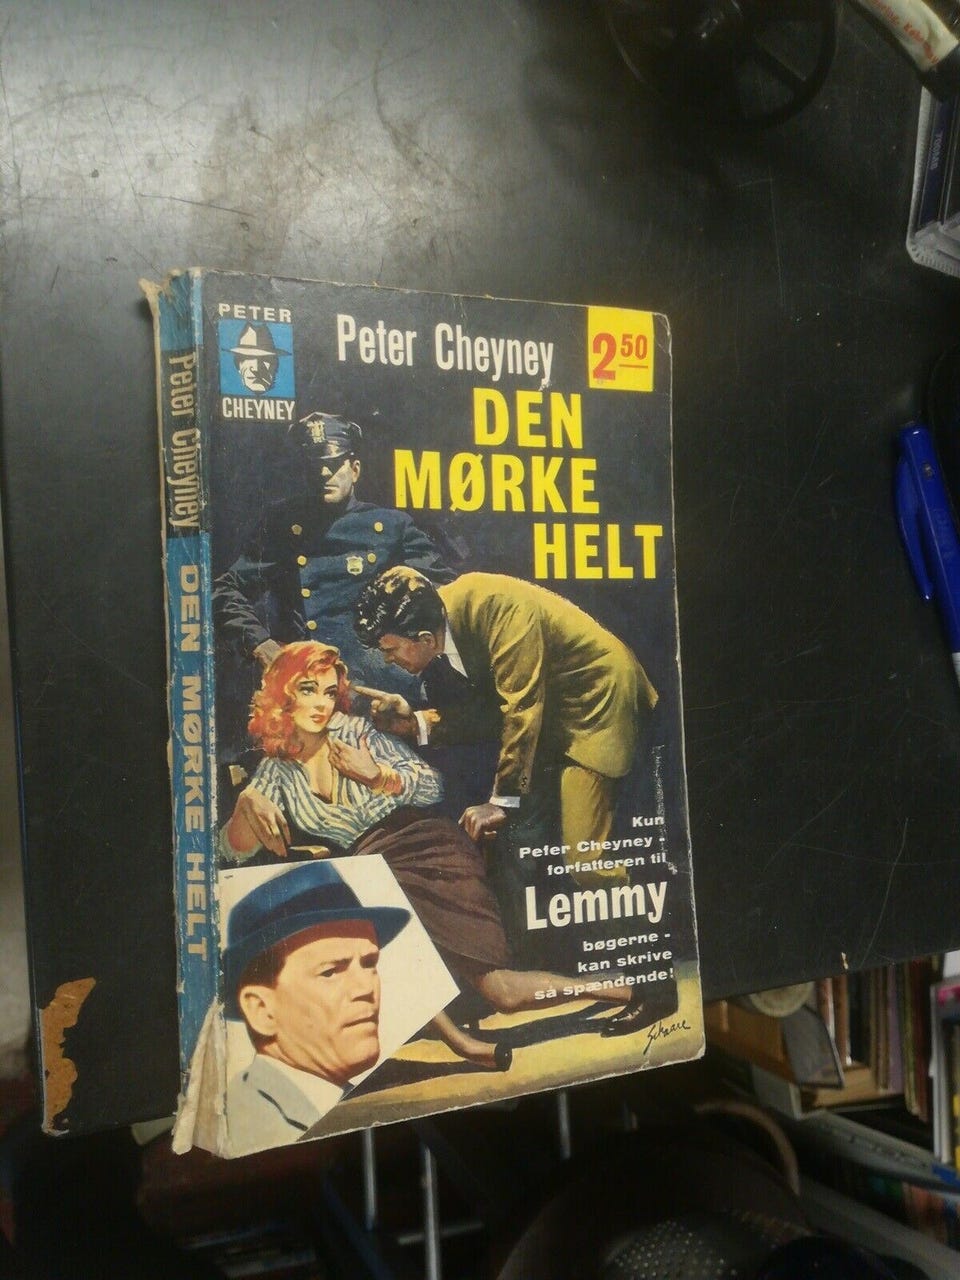 PETER
CHEYNEY
Peter Cheyney
2 50
DEN
MØRKE
HELT
Kun
Peter Cheyney -
forfatteren til
Lemmy
bøgerne -
kan skrive
så spændende!
Peter Cheyney DEN MØRKE HELT